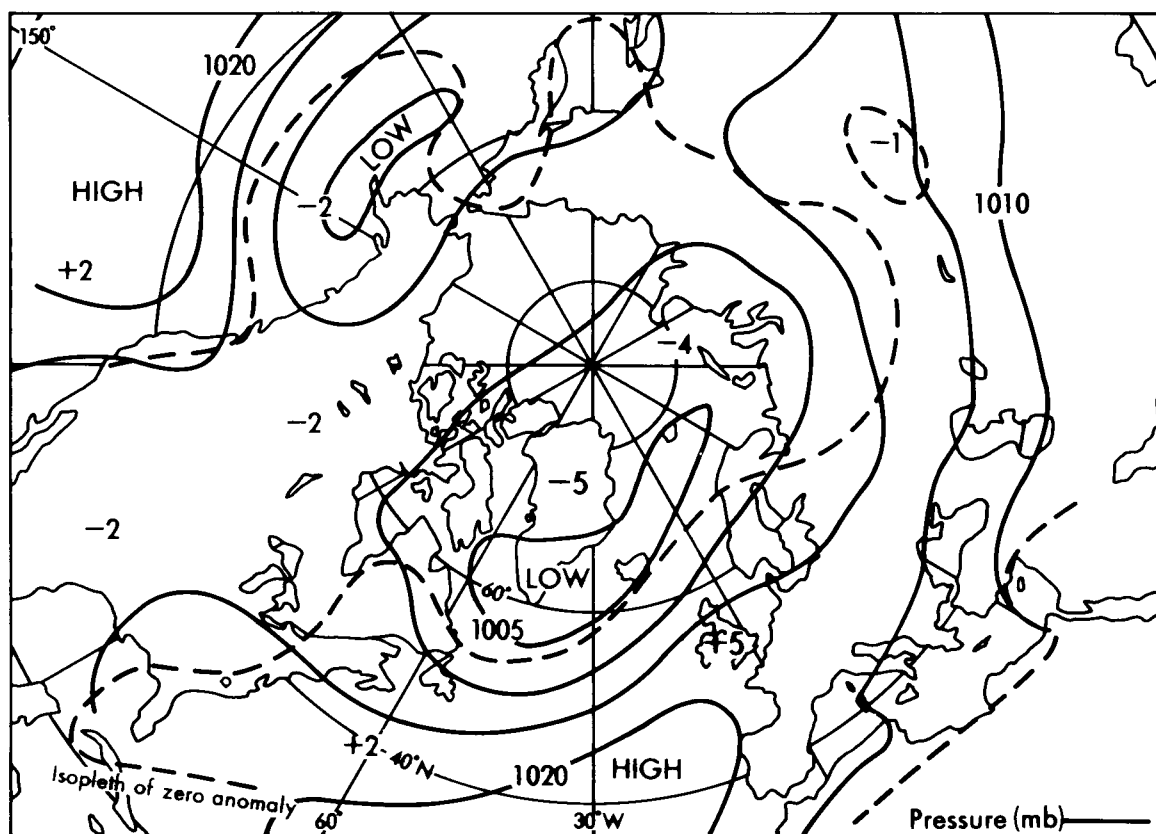 150°
1020
LOW
-1
HIGH
-2
1010
+2
-4
-2
-5
-2
60°
LOW
1005
+5
+2
40°N
1020
HIGH
Isopleth of zero anomaly
60°
30°W
Pressure (mb)